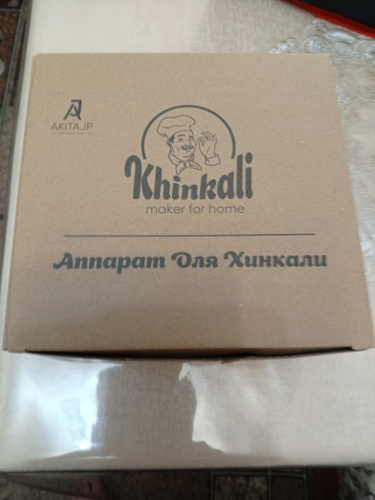 AKITAJP
Khinkali
maker for home
Аппарат Для Хинкали